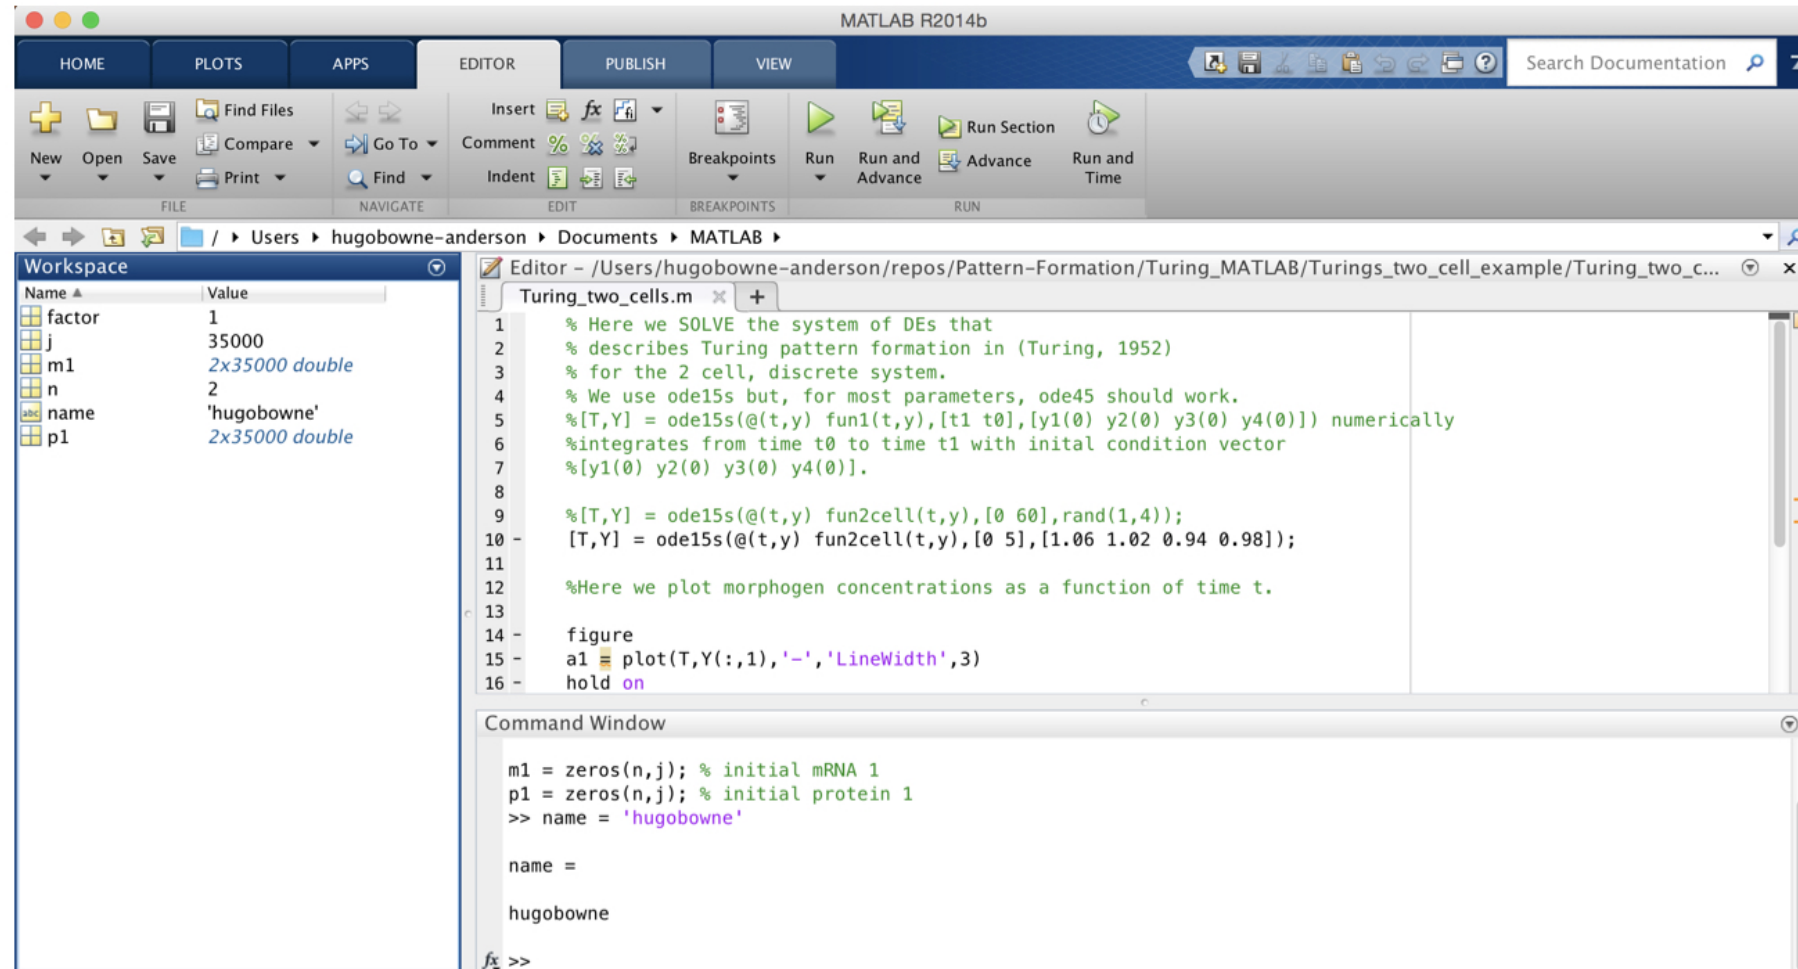 MATLAB R2014b
HOME PLOTS APPS EDITOR PUBLISH VIEW Search Documentation
New Open Save Find Files Compare Print
FILE
Go To Find
NAVIGATE
Insert fx fi
Comment
Indent
EDIT
Breakpoints
BREAKPOINTS
Run Run and Advance Run Section Advance Run and Time
RUN
/ Users hugobowne-anderson Documents MATLAB
Workspace
Name Value
factor 1
j 35000
m1 2x35000 double
n 2
abc name 'hugobowne'
p1 2x35000 double
Editor - /Users/hugobowne-anderson/repos/Pattern-Formation/Turing_MATLAB/Turings_two_cell_example/Turing_two_c...
Turing_two_cells.m +
1 % Here we SOLVE the system of DEs that
2 % describes Turing pattern formation in (Turing, 1952)
3 % for the 2 cell, discrete system.
4 % We use ode15s but, for most parameters, ode45 should work.
5 %[T,Y] = ode15s(@(t,y) fun1(t,y),[t1 t0],[y1(0) y2(0) y3(0) y4(0)]) numerically
6 %integrates from time t0 to time t1 with inital condition vector
7 %[y1(0) y2(0) y3(0) y4(0)].
8
9 %[T,Y] = ode15s(@(t,y) fun2cell(t,y),[0 60],rand(1,4));
10 - [T,Y] = ode15s(@(t,y) fun2cell(t,y),[0 5],[1.06 1.02 0.94 0.98]);
11
12 %Here we plot morphogen concentrations as a function of time t.
13
14 - figure
15 - a1 = plot(T,Y(:,1),'-','LineWidth',3)
16 - hold on
Command Window
m1 = zeros(n,j); % initial mRNA 1
p1 = zeros(n,j); % initial protein 1
>> name = 'hugobowne'
name =
hugobowne
fx >>